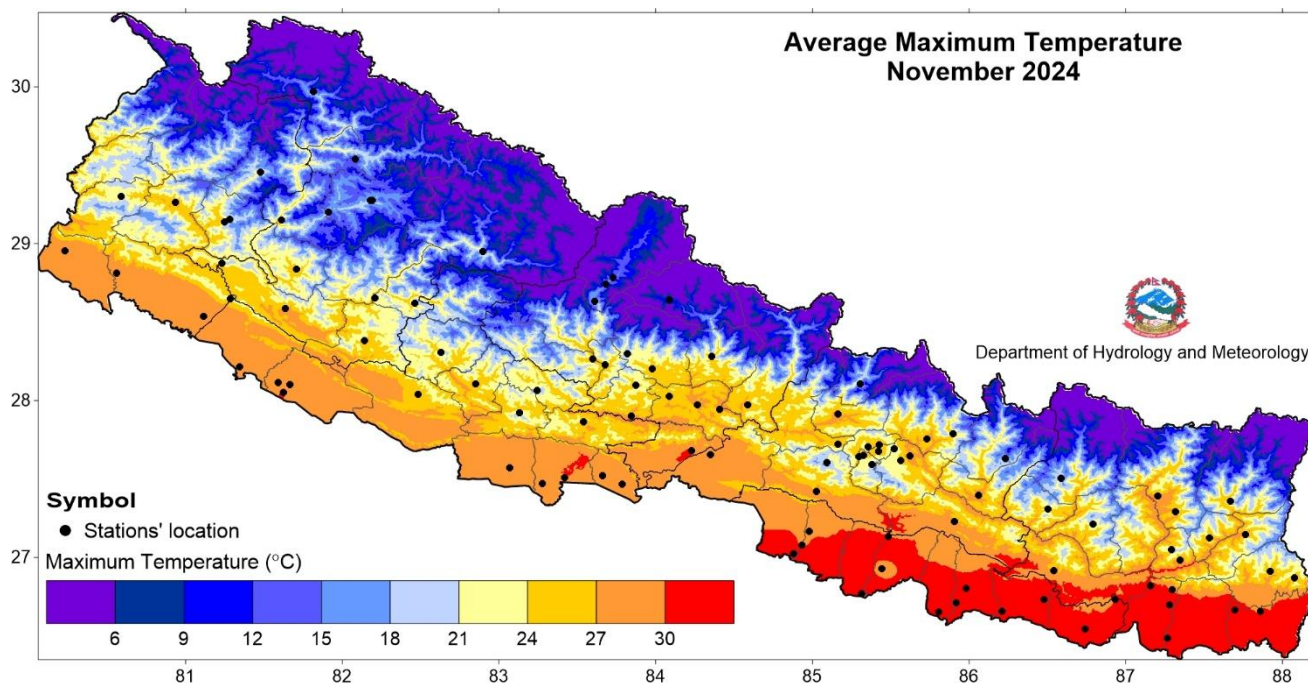 Average Maximum Temperature
November 2024
Department of Hydrology and Meteorology
30
29
28
27
Symbol
Stations' location
Maximum Temperature (°C)
6 9 12 15 18 21 24 27 30
81 82 83 84 85 86 87 88